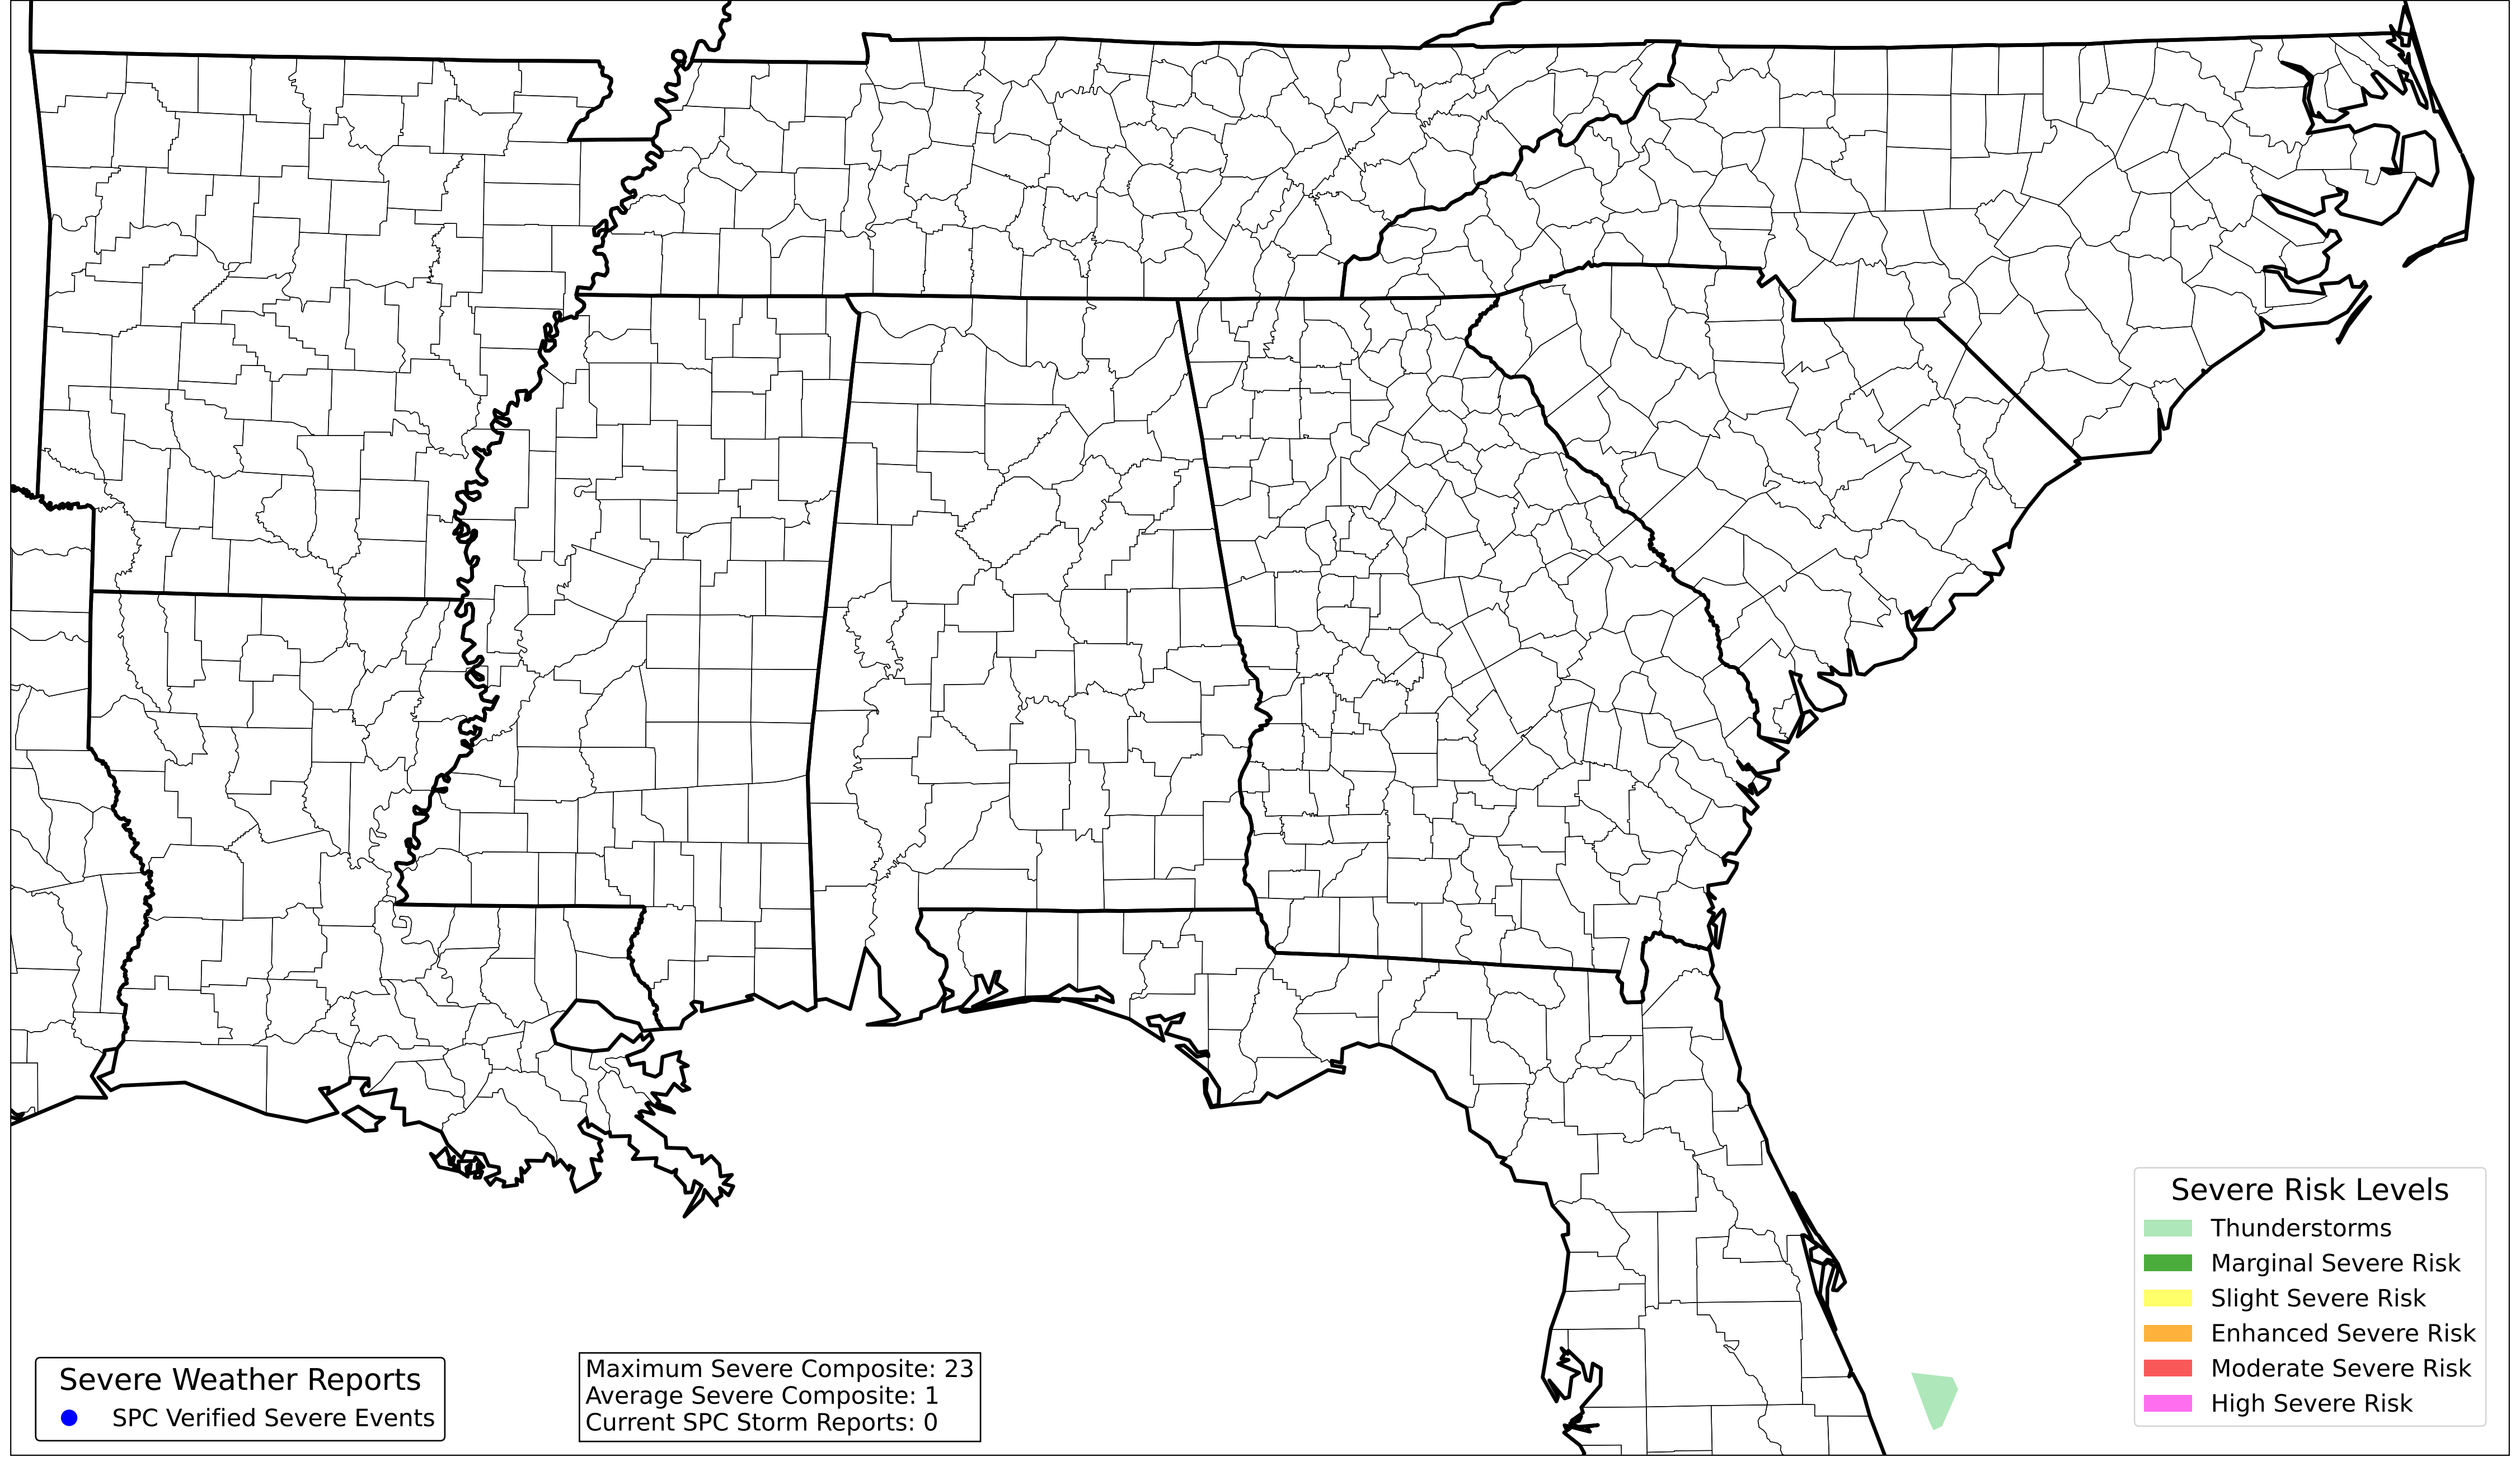 Severe Weather Reports
SPC Verified Severe Events
Maximum Severe Composite: 23
Average Severe Composite: 1
Current SPC Storm Reports: 0
Severe Risk Levels
Thunderstorms
Marginal Severe Risk
Slight Severe Risk
Enhanced Severe Risk
Moderate Severe Risk
High Severe Risk